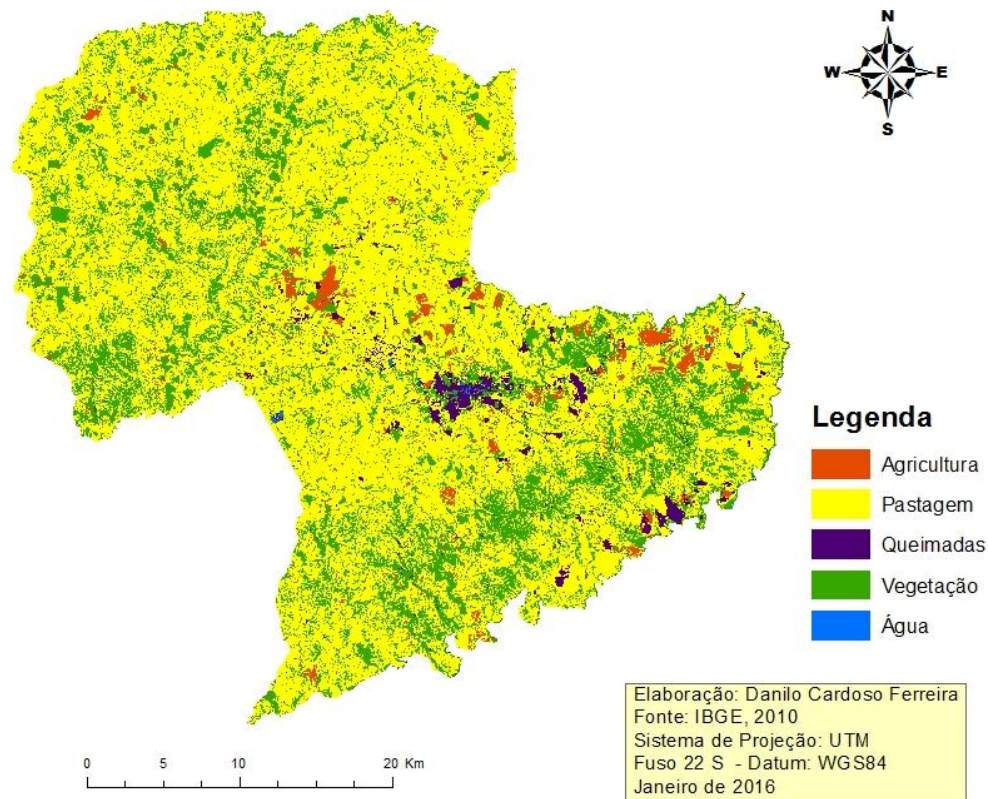 N
W E
S
Legenda
Agricultura
Pastagem
Queimadas
Vegetação
Água
Elaboração: Danilo Cardoso Ferreira
Fonte: IBGE, 2010
Sistema de Projeção: UTM
Fuso 22 S - Datum: WGS84
Janeiro de 2016
0 5 10 20 Km